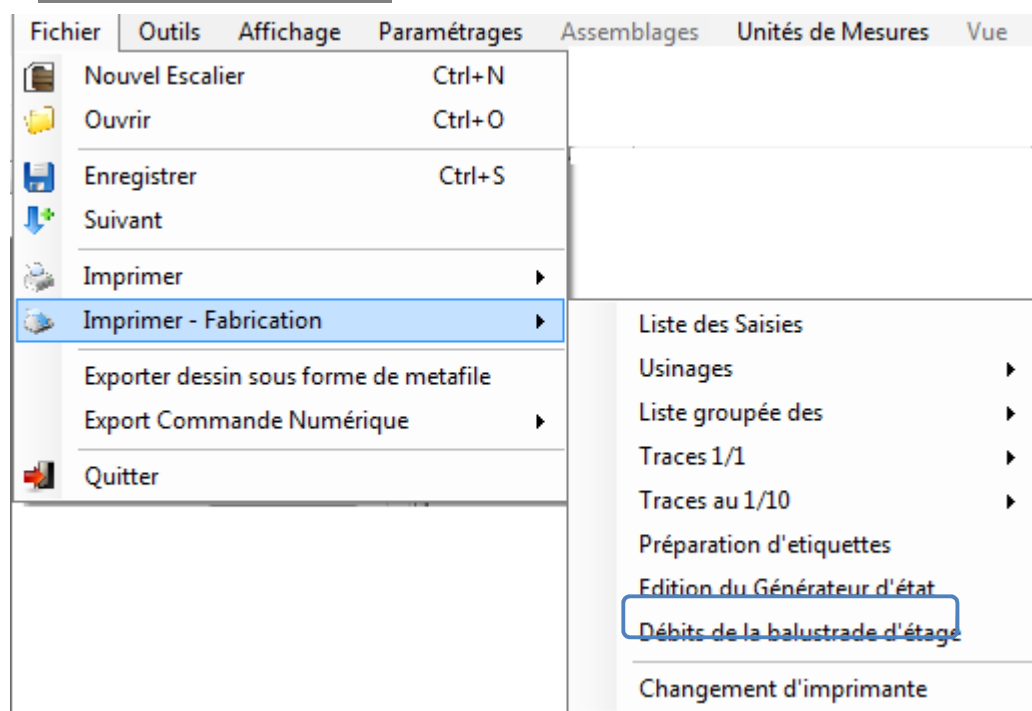 Fichier Outils Affichage Paramétrages Assemblages Unités de Mesures Vue
Nouvel Escalier Ctrl+N
Ouvrir Ctrl+O
Enregistrer Ctrl+S
Suivant
Imprimer
Imprimer - Fabrication
Exporter dessin sous forme de metafile
Export Commande Numérique
Quitter
Liste des Saisies
Usinages
Liste groupée des
Traces 1/1
Traces au 1/10
Préparation d'etiquettes
Edition du Générateur d'état
Débits de la balustrade d'étage
Changement d'imprimante